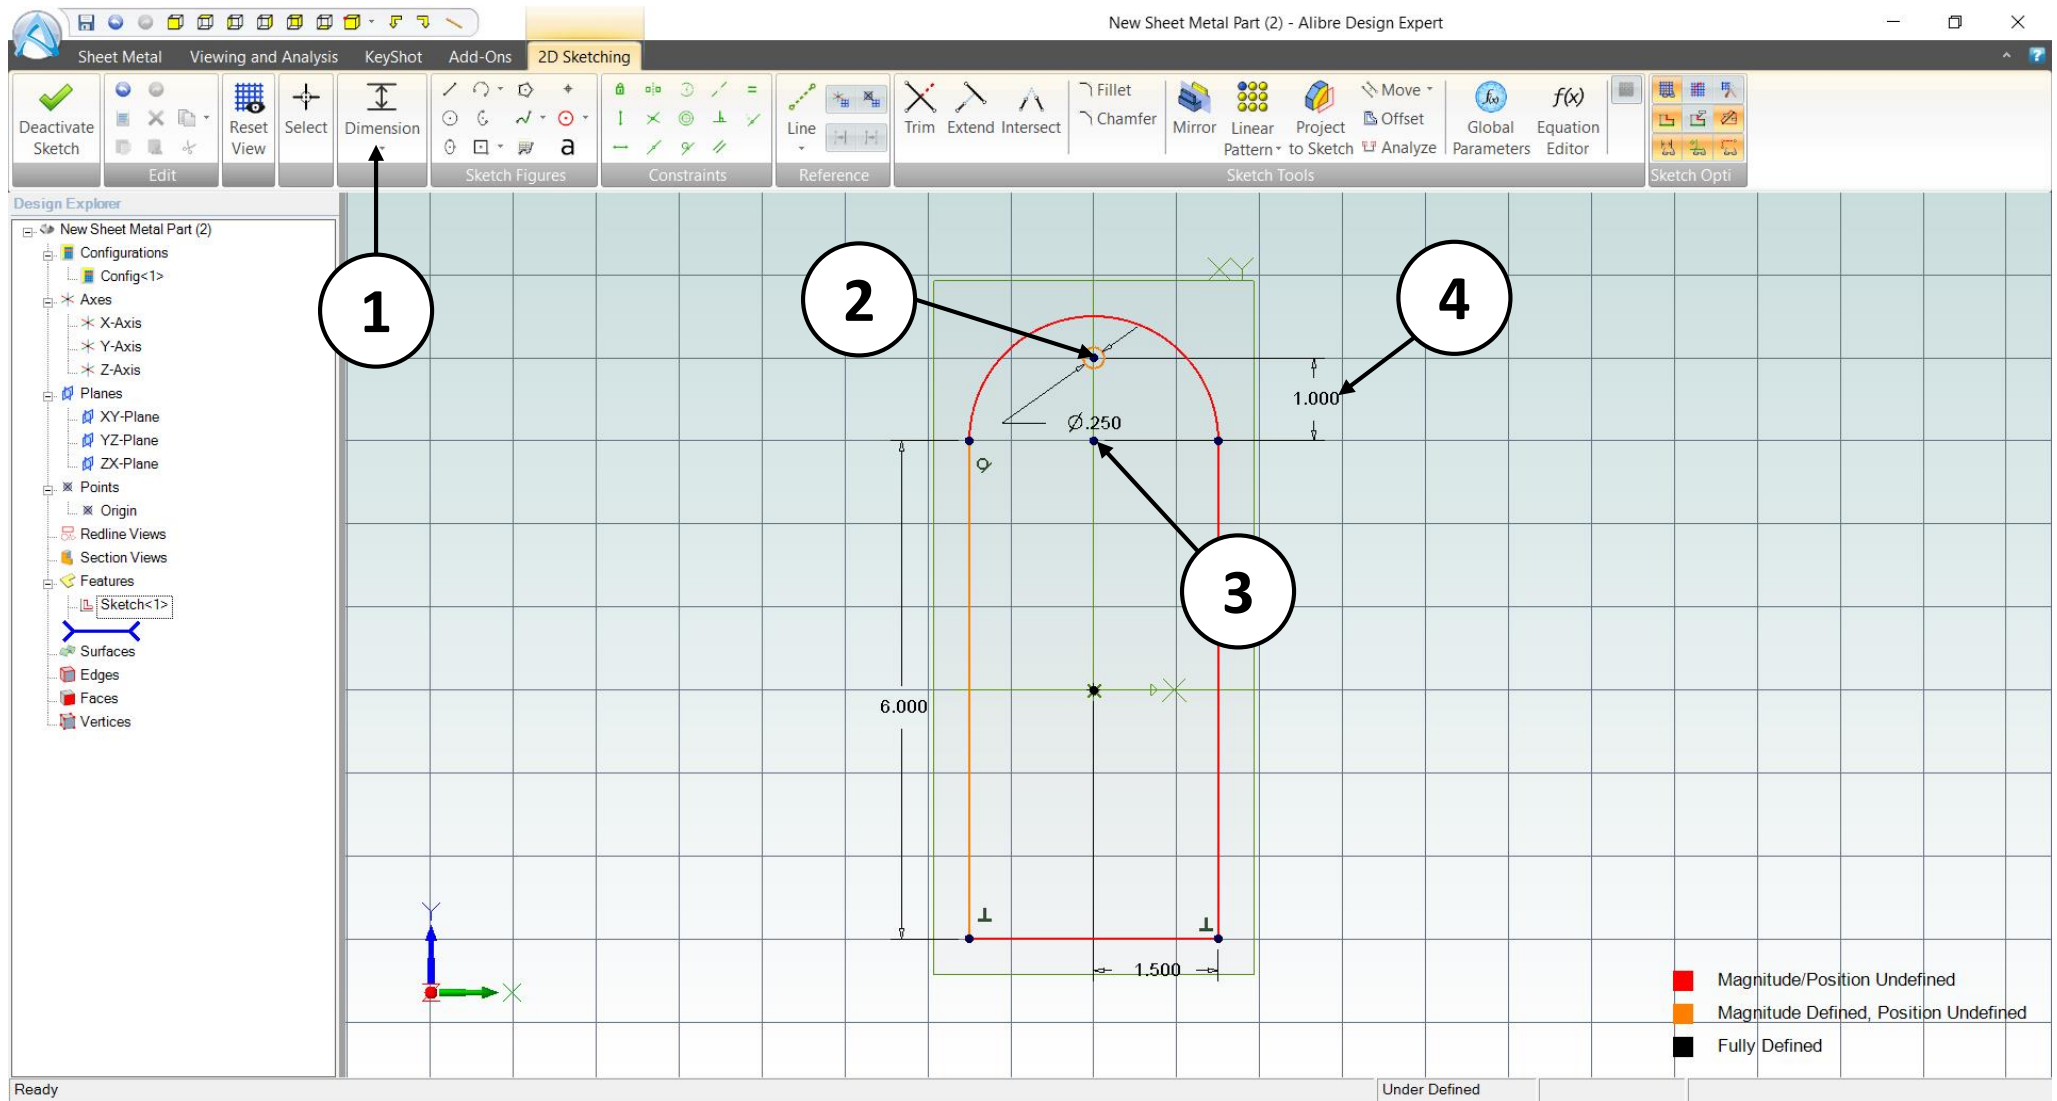 New Sheet Metal Part (2) - Alibre Design Expert
Sheet Metal Viewing and Analysis KeyShot Add-Ons 2D Sketching
Deactivate Sketch
Edit
Reset View
Select
Dimension
a
Sketch Figures
Constraints
Line
Reference
Trim Extend Intersect
Fillet
Chamfer
Mirror
Linear Pattern
Project to Sketch
Move
Offset
Analyze
Sketch Tools
Global Parameters
f(x)
Equation Editor
Sketch Opti
Design Explorer
New Sheet Metal Part (2)
Configurations
Config<1>
Axes
X-Axis
Y-Axis
Z-Axis
Planes
XY-Plane
YZ-Plane
ZX-Plane
Points
Origin
Redline Views
Section Views
Features
Sketch<1>
Surfaces
Edges
Faces
Vertices
1
2
3
4
XY
1.000
Ø.250
6.000
X
1.500
Y
X
Magnitude/Position Undefined
Magnitude Defined, Position Undefined
Fully Defined
Ready
Under Defined